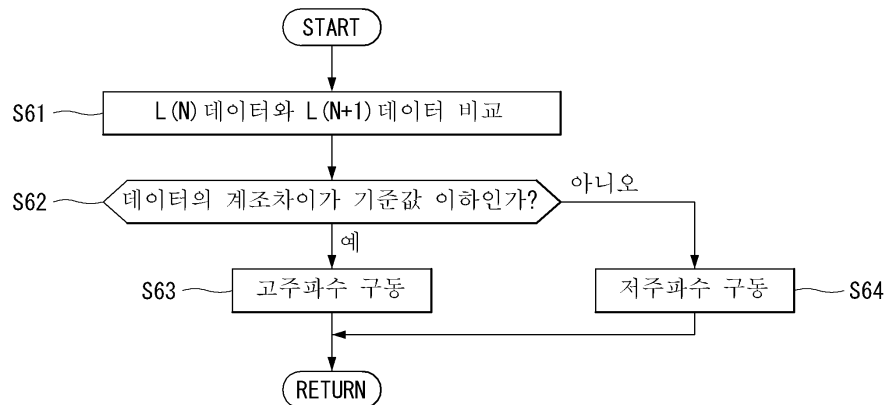 START
S61
L(N)데이터와 L(N+1)데이터 비교
S62
데이터의 계조차이가 기준값 이하인가?
아니오
예
S63
고주파수 구동
저주파수 구동
S64
RETURN